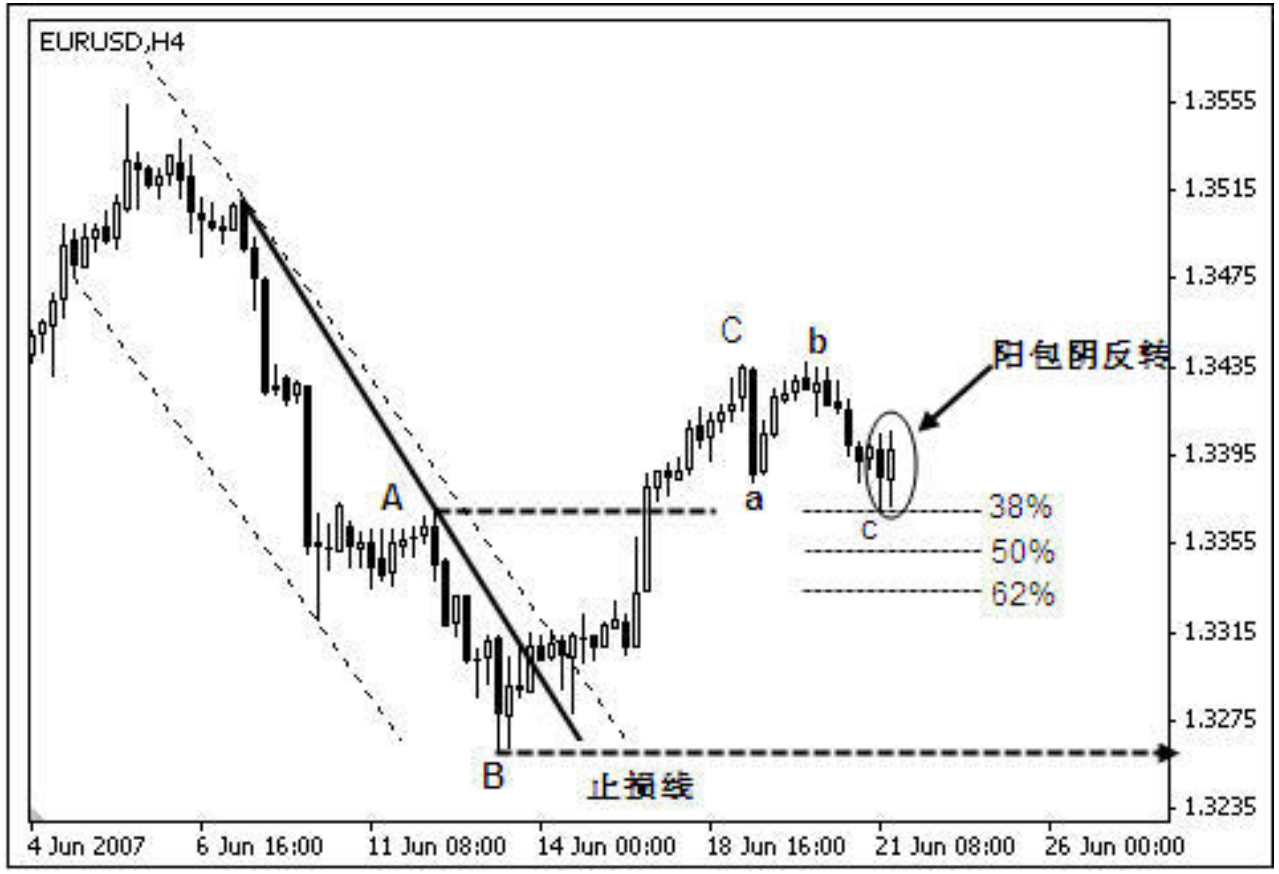 EURUSD,H4
1.3555
1.3515
1.3475
C
b
阳包阴反转
1.3435
1.3395
A
a
38%
c
1.3355
50%
62%
1.3315
1.3275
B
止损线
1.3235
4 Jun 2007 6 Jun 16:00 11 Jun 08:00 14 Jun 00:00 18 Jun 16:00 21 Jun 08:00 26 Jun 00:00